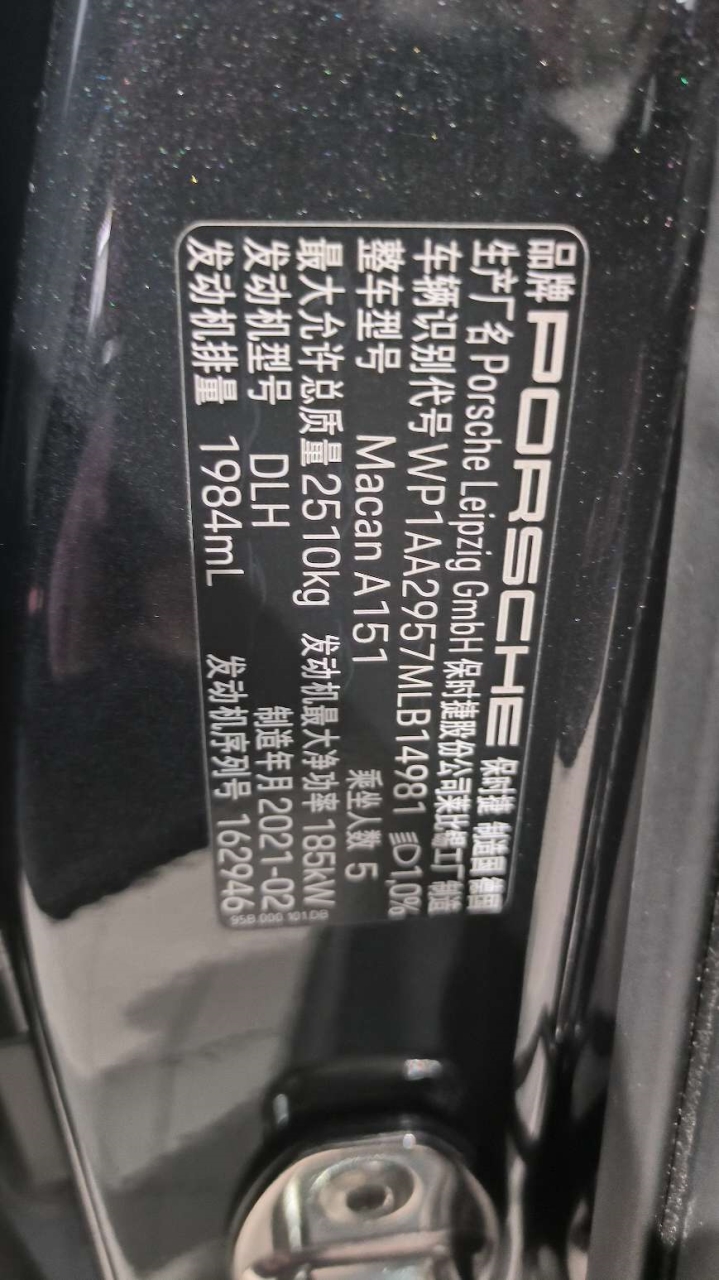 品牌 PORSCHE 保时捷 制造国 德国
生产厂名 Porsche Leipzig GmbH 保时捷股份公司莱比锡工厂 制造
车辆识别代号 WP1AA2957MLB14981 1,0%
整车型号 Macan A151 乘坐人数 5
最大允许总质量 2510kg 发动机最大净功率 185kW
发动机型号 DLH 制造年月 2021-02
发动机排量 1984mL 发动机序列号 162946
95B 000 101 DB